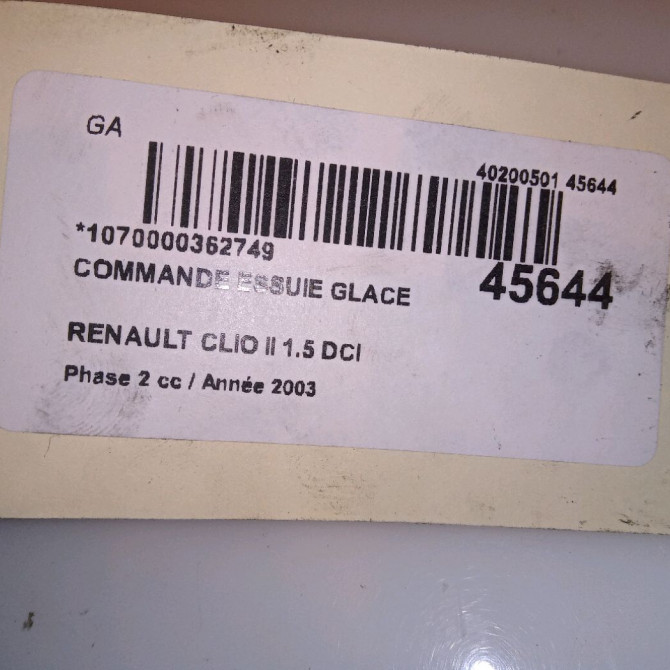 GA
40200501 45644
*1070000362749
45644
COMMANDE ESSUIE GLACE
RENAULT CLIO II 1.5 DCI
Phase 2 cc / Année 2003